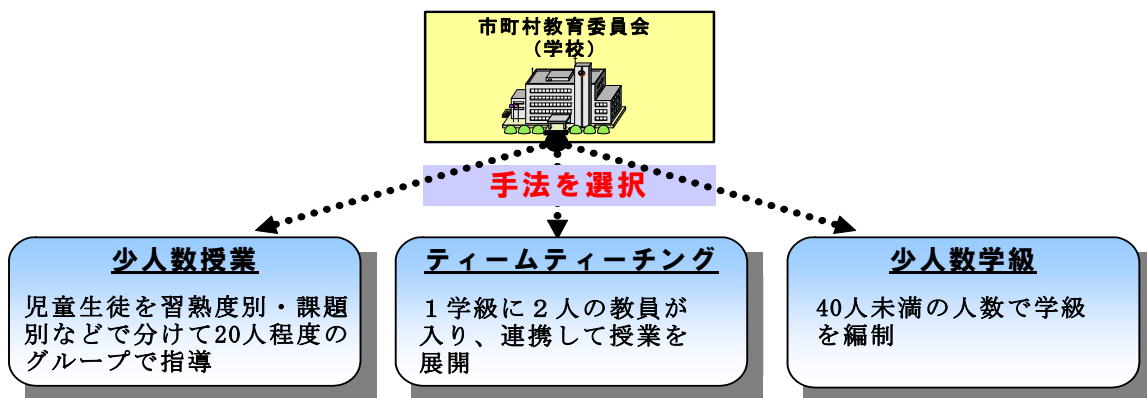 市町村教育委員会
（学校）
手法を選択
少人数授業
児童生徒を習熟度別・課題
別などで分けて20人程度の
グループで指導
ティームティーチング
１学級に２人の教員が
入り、連携して授業を
展開
少人数学級
40人未満の人数で学級
を編制